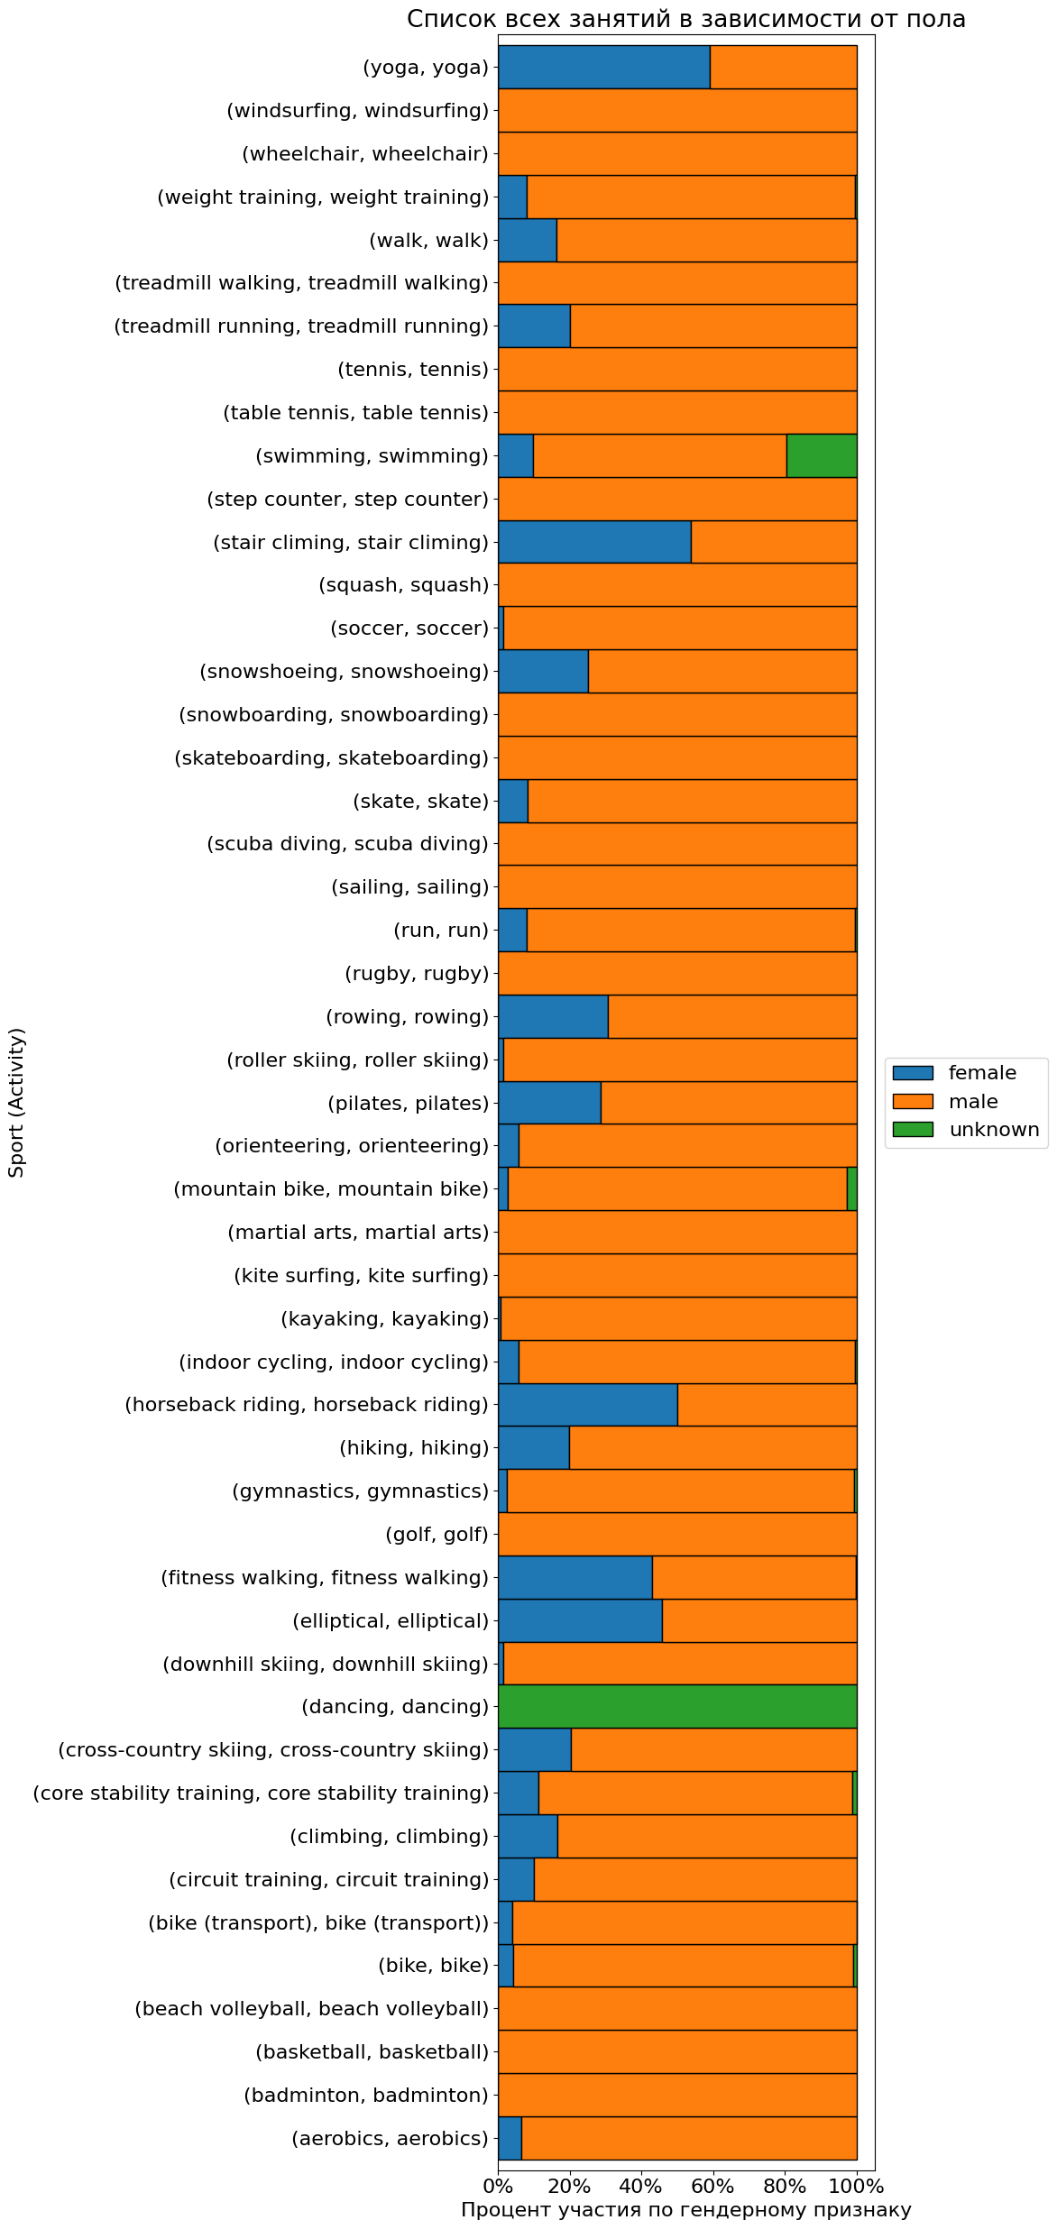 Список всех занятий в зависимости от пола
(yoga, yoga)
(windsurfing, windsurfing)
(wheelchair, wheelchair)
(weight training, weight training)
(walk, walk)
(treadmill walking, treadmill walking)
(treadmill running, treadmill running)
(tennis, tennis)
(table tennis, table tennis)
(swimming, swimming)
(step counter, step counter)
(stair climing, stair climing)
(squash, squash)
(soccer, soccer)
(snowshoeing, snowshoeing)
(snowboarding, snowboarding)
(skateboarding, skateboarding)
(skate, skate)
(scuba diving, scuba diving)
(sailing, sailing)
(run, run)
(rugby, rugby)
(rowing, rowing)
(roller skiing, roller skiing)
(pilates, pilates)
(orienteering, orienteering)
(mountain bike, mountain bike)
(martial arts, martial arts)
(kite surfing, kite surfing)
(kayaking, kayaking)
(indoor cycling, indoor cycling)
(horseback riding, horseback riding)
(hiking, hiking)
(gymnastics, gymnastics)
(golf, golf)
(fitness walking, fitness walking)
(elliptical, elliptical)
(downhill skiing, downhill skiing)
(dancing, dancing)
(cross-country skiing, cross-country skiing)
(core stability training, core stability training)
(climbing, climbing)
(circuit training, circuit training)
(bike (transport), bike (transport))
(bike, bike)
(beach volleyball, beach volleyball)
(basketball, basketball)
(badminton, badminton)
(aerobics, aerobics)
Sport (Activity)
female
male
unknown
0% 20% 40% 60% 80% 100%
Процент участия по гендерному признаку